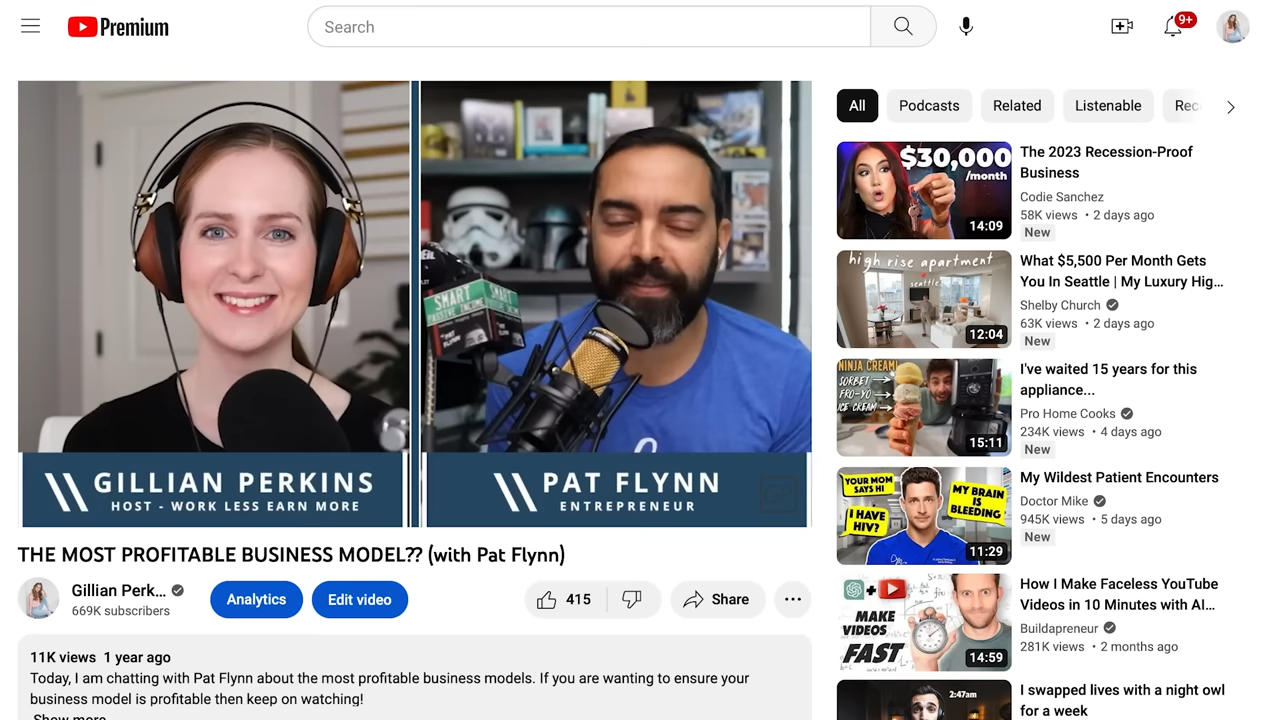 Premium
Search
9+
All
Podcasts
Related
Listenable
SMART
PASSIVE INCOME
GILLIAN PERKINS
HOST - WORK LESS EARN MORE
PAT FLYNN
ENTREPRENEUR
THE MOST PROFITABLE BUSINESS MODEL?? (with Pat Flynn)
Gillian Perk...
669K subscribers
Analytics
Edit video
415
Share
11K views 1 year ago
Today, I am chatting with Pat Flynn about the most profitable business models. If you are wanting to ensure your
business model is profitable then keep on watching!
Show more
$30,000
/month
14:09
The 2023 Recession-Proof
Business
Codie Sanchez
58K views • 2 days ago
New
high rise apartment
seattle
12:04
What $5,500 Per Month Gets
You In Seattle | My Luxury Hig...
Shelby Church
63K views • 2 days ago
New
NINJA CREAMI
SORBET
FRO-YO
ICE CREAM
15:11
I've waited 15 years for this
appliance...
Pro Home Cooks
234K views • 4 days ago
New
YOUR MOM
SAYS HI
I HAVE
HIV?
MY BRAIN
IS
BLEEDING
11:29
My Wildest Patient Encounters
Doctor Mike
945K views • 5 days ago
New
MAKE
VIDEOS
FAST
14:59
How I Make Faceless YouTube
Videos in 10 Minutes with AI...
Buildapreneur
281K views • 2 months ago
2:47am
I swapped lives with a night owl
for a week